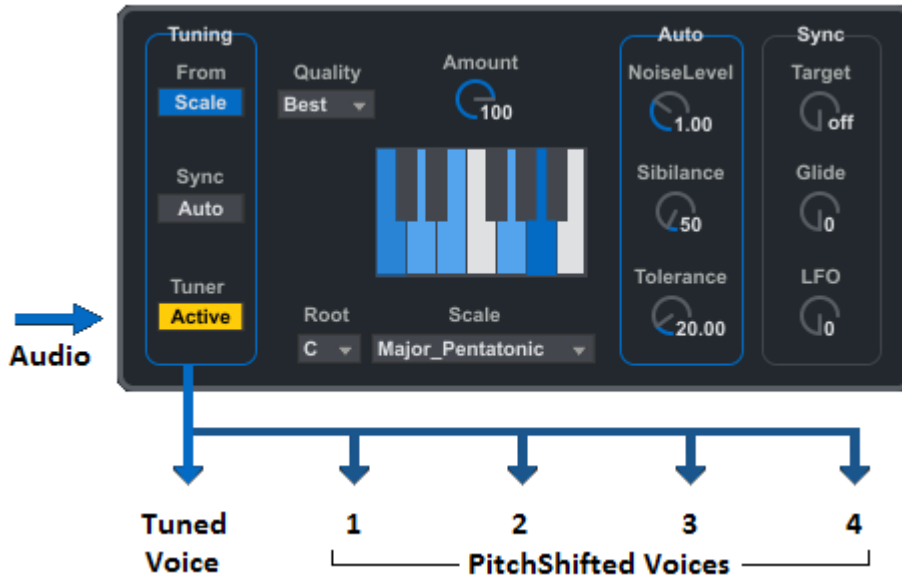 Tuning
Auto
Sync
From
Quality
Amount
NoiseLevel
Target
Scale
Best
100
1.00
off
Sync
Sibilance
Glide
Auto
50
0
Tuner
Tolerance
LFO
Active
Root
Scale
20.00
0
C
Major_Pentatonic
Audio
Tuned
Voice
1
2
3
4
PitchShifted Voices